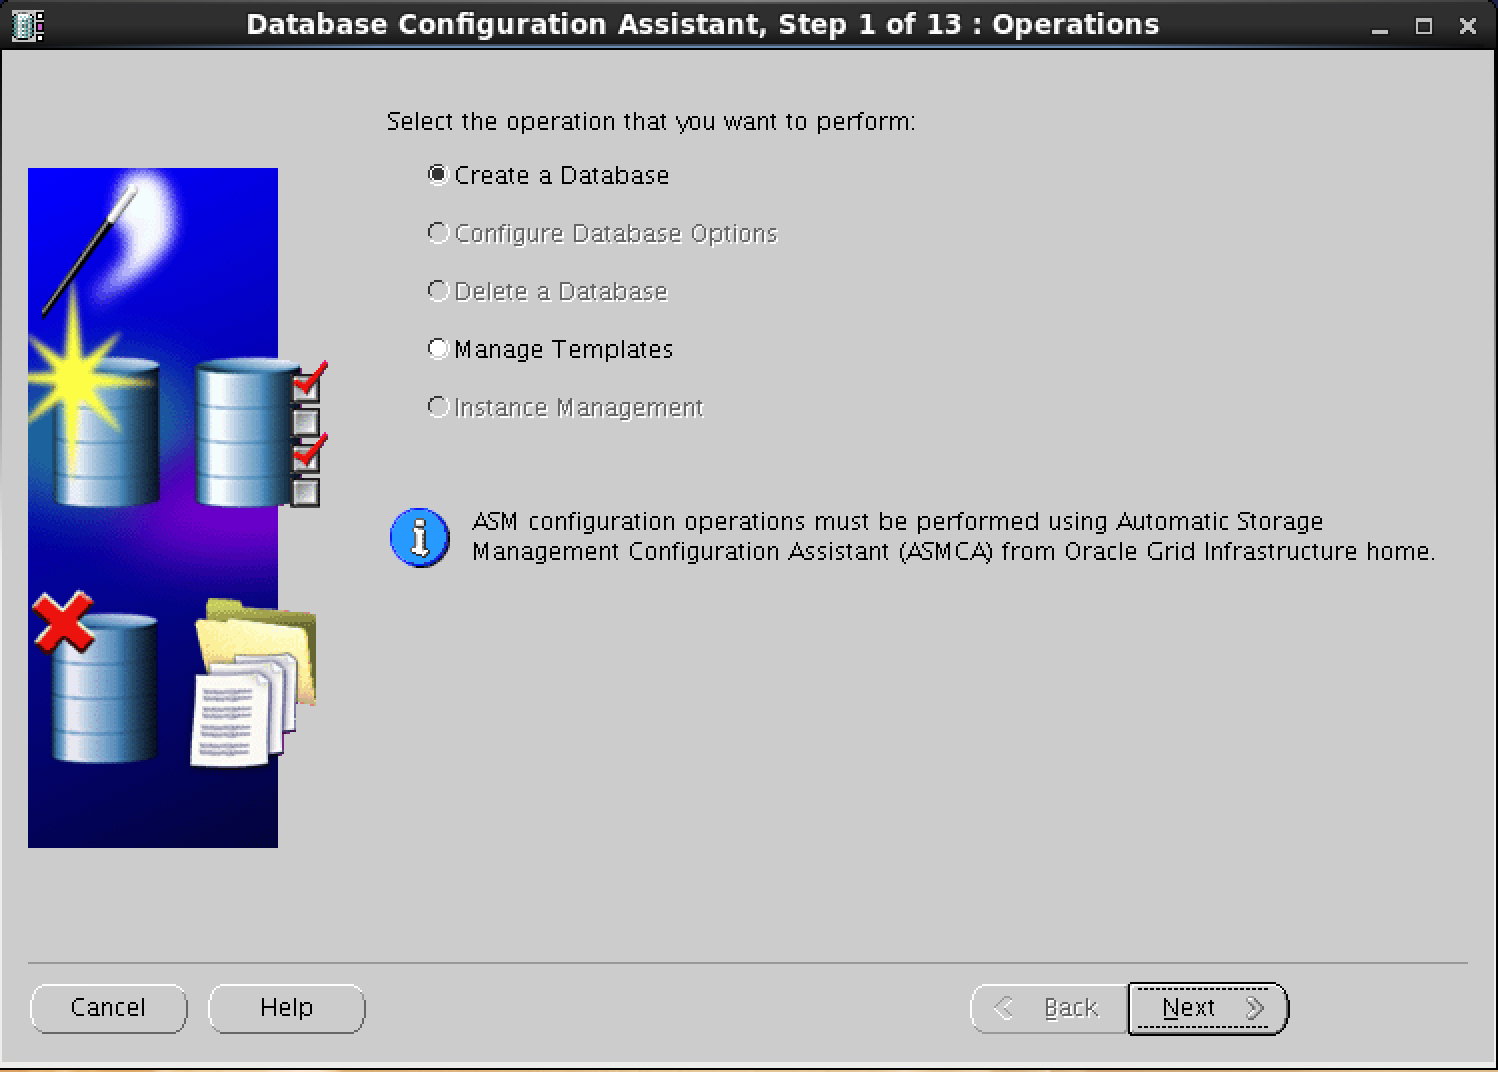 Database Configuration Assistant, Step 1 of 13 : Operations
Select the operation that you want to perform:
Create a Database
Configure Database Options
Delete a Database
Manage Templates
Instance Management
ASM configuration operations must be performed using Automatic Storage
Management Configuration Assistant (ASMCA) from Oracle Grid Infrastructure home.
Cancel
Help
Back
Next